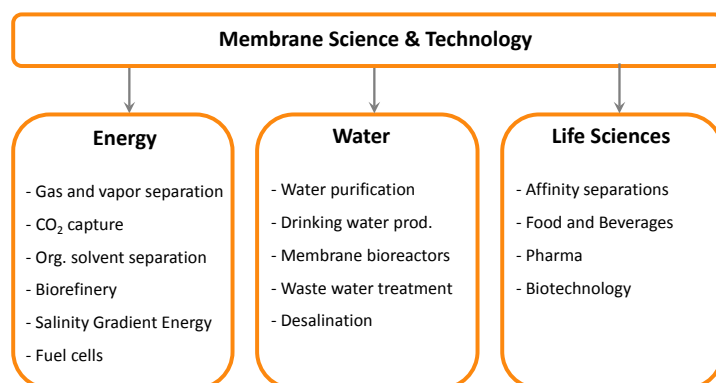 Membrane Science & Technology
Energy
- Gas and vapor separation
- CO₂ capture
- Org. solvent separation
- Biorefinery
- Salinity Gradient Energy
- Fuel cells
Water
- Water purification
- Drinking water prod.
- Membrane bioreactors
- Waste water treatment
- Desalination
Life Sciences
- Affinity separations
- Food and Beverages
- Pharma
- Biotechnology